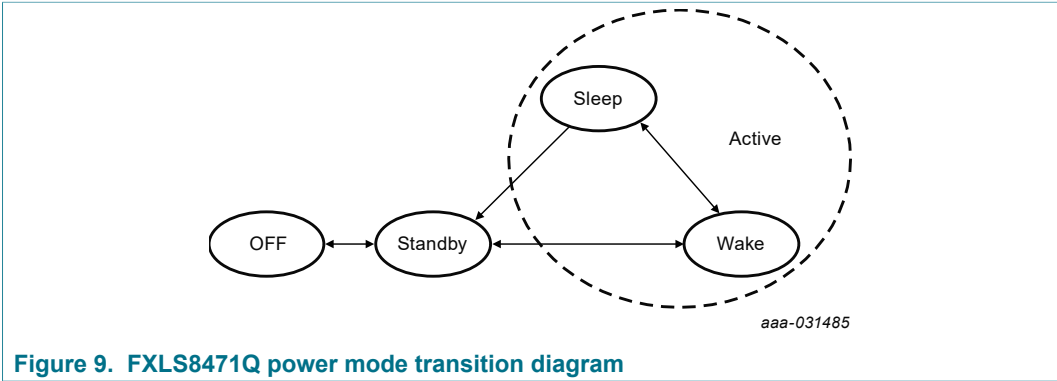 Sleep
Active
OFF
Standby
Wake
aaa-031485
Figure 9. FXLS8471Q power mode transition diagram